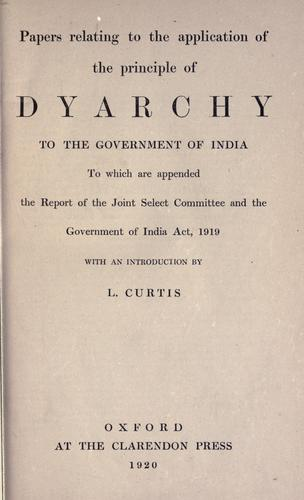 Papers relating to the application of
the principle of
DYARCHY
TO THE GOVERNMENT OF INDIA
To which are appended
the Report of the Joint Select Committee and the
Government of India Act, 1919
WITH AN INTRODUCTION BY
L. CURTIS
OXFORD
AT THE CLARENDON PRESS
1920